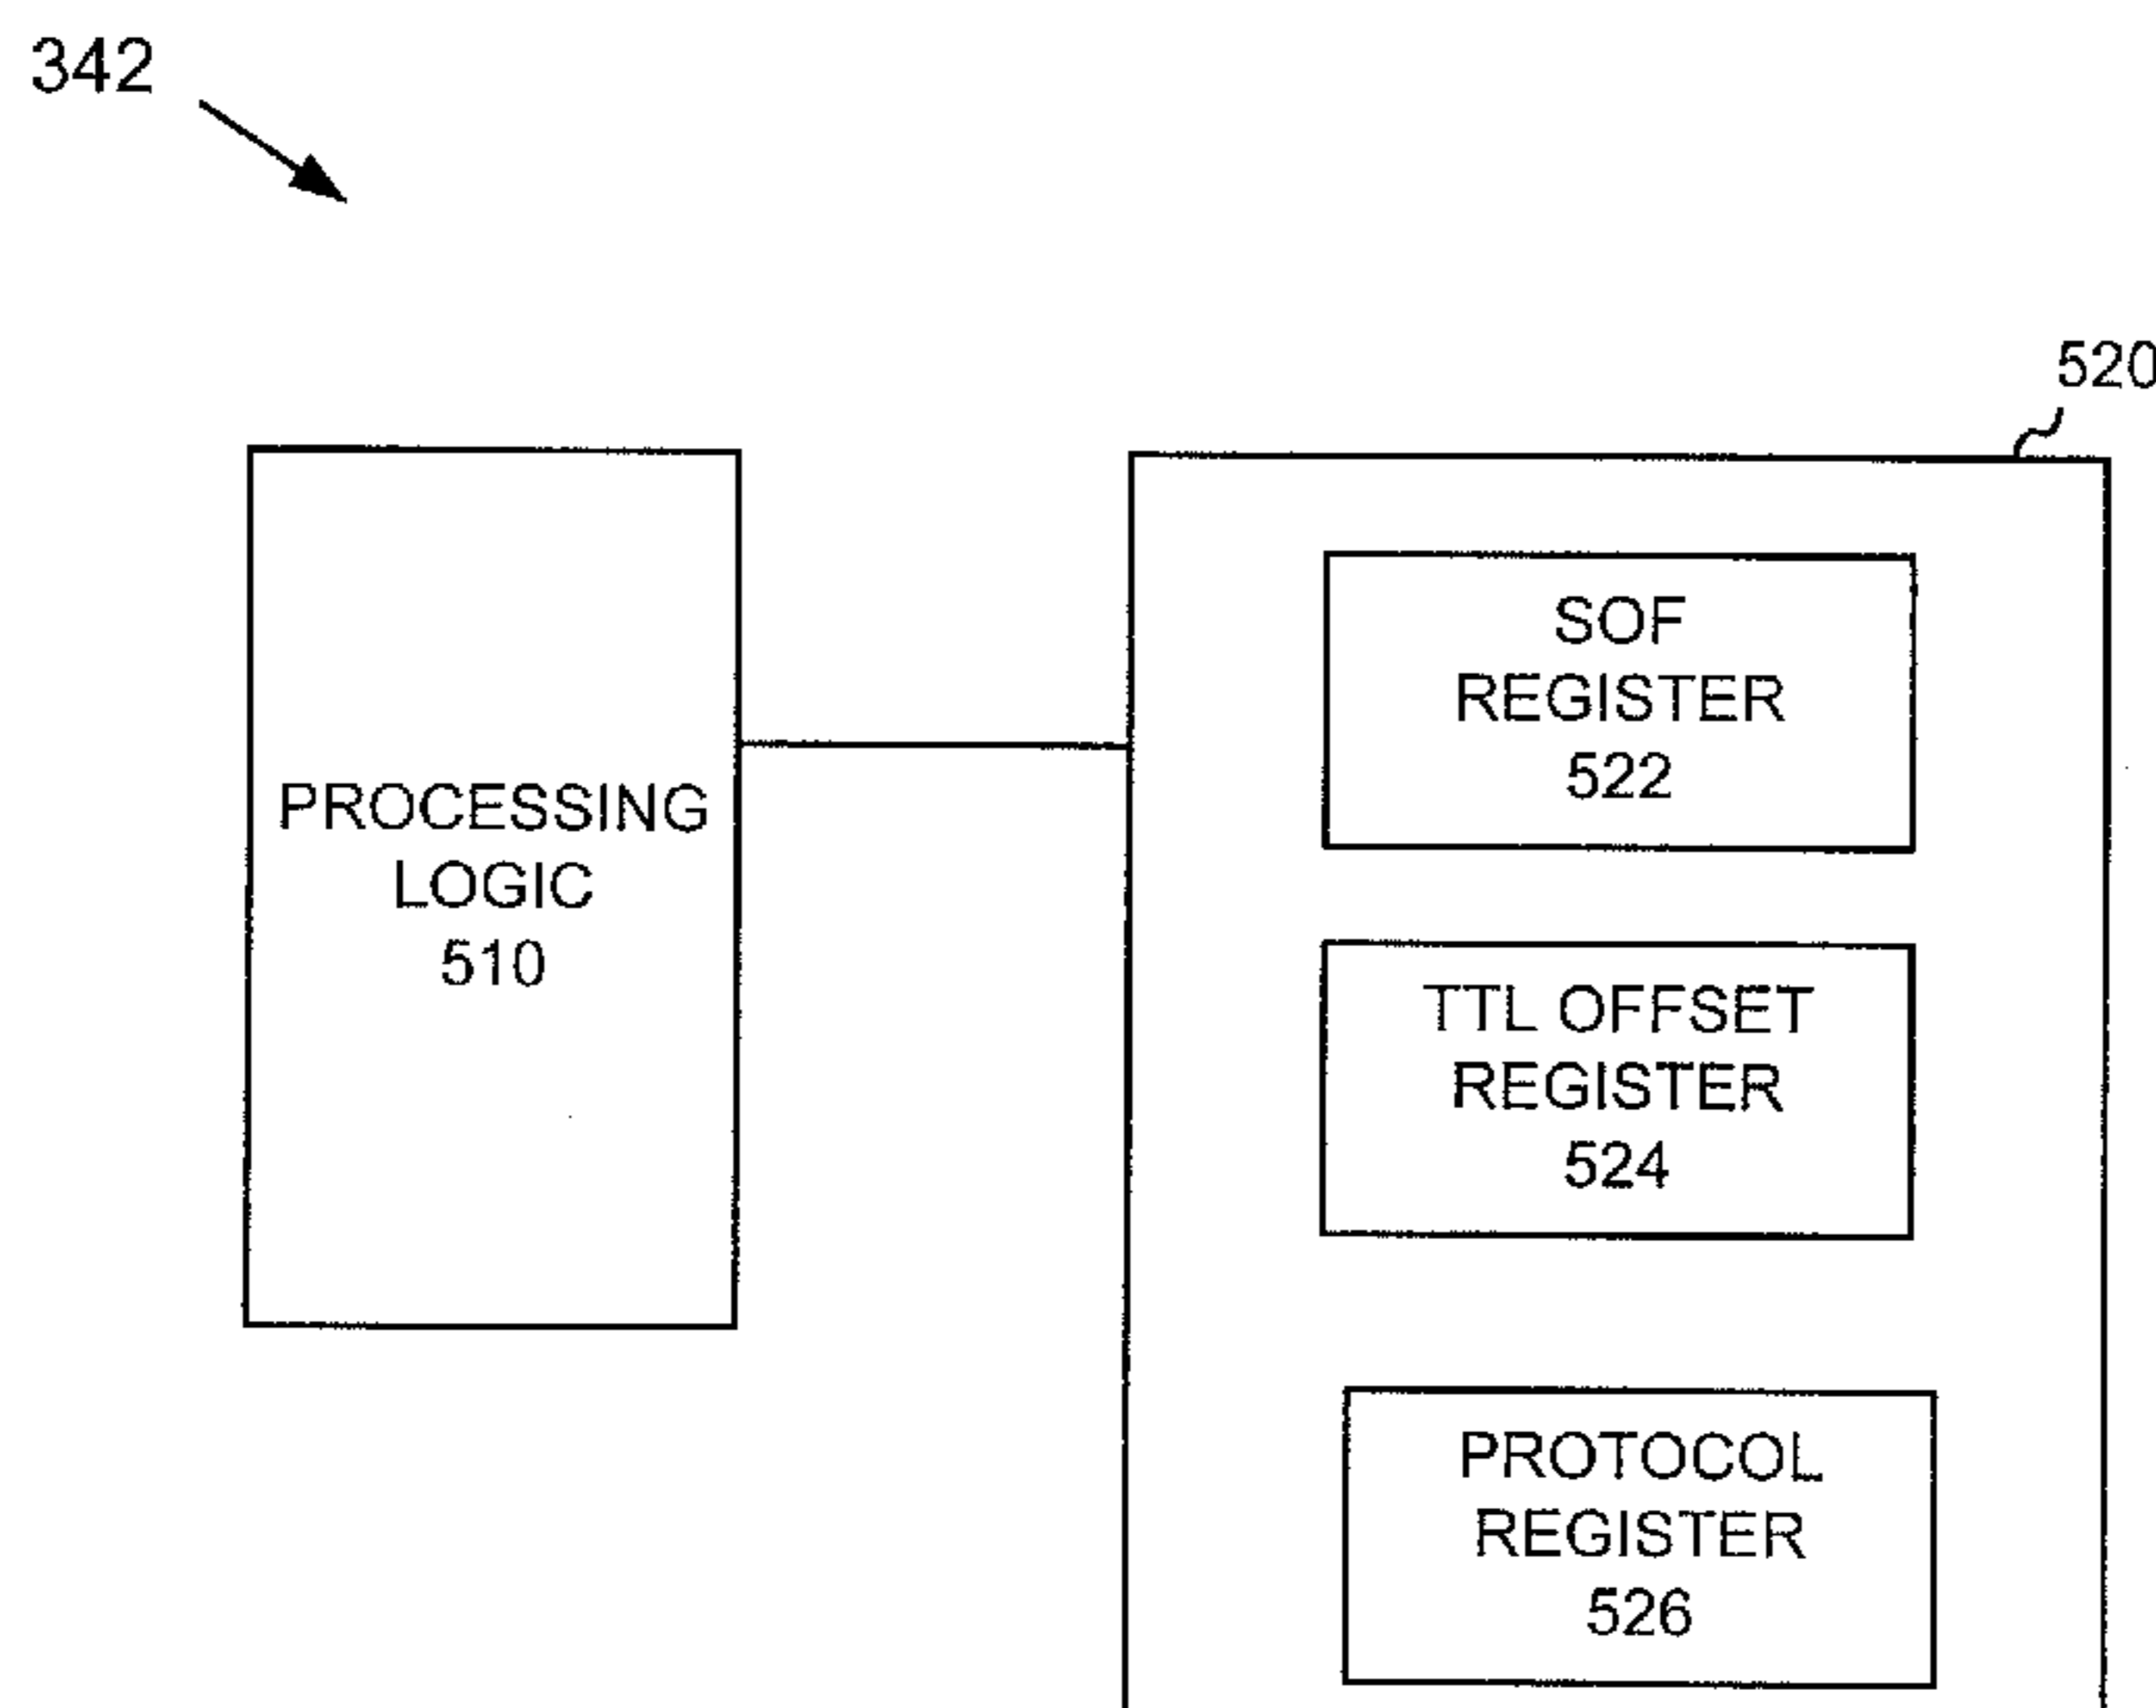 342
520
PROCESSING
LOGIC
510
SOF
REGISTER
522
TTL OFFSET
REGISTER
524
PROTOCOL
REGISTER
526